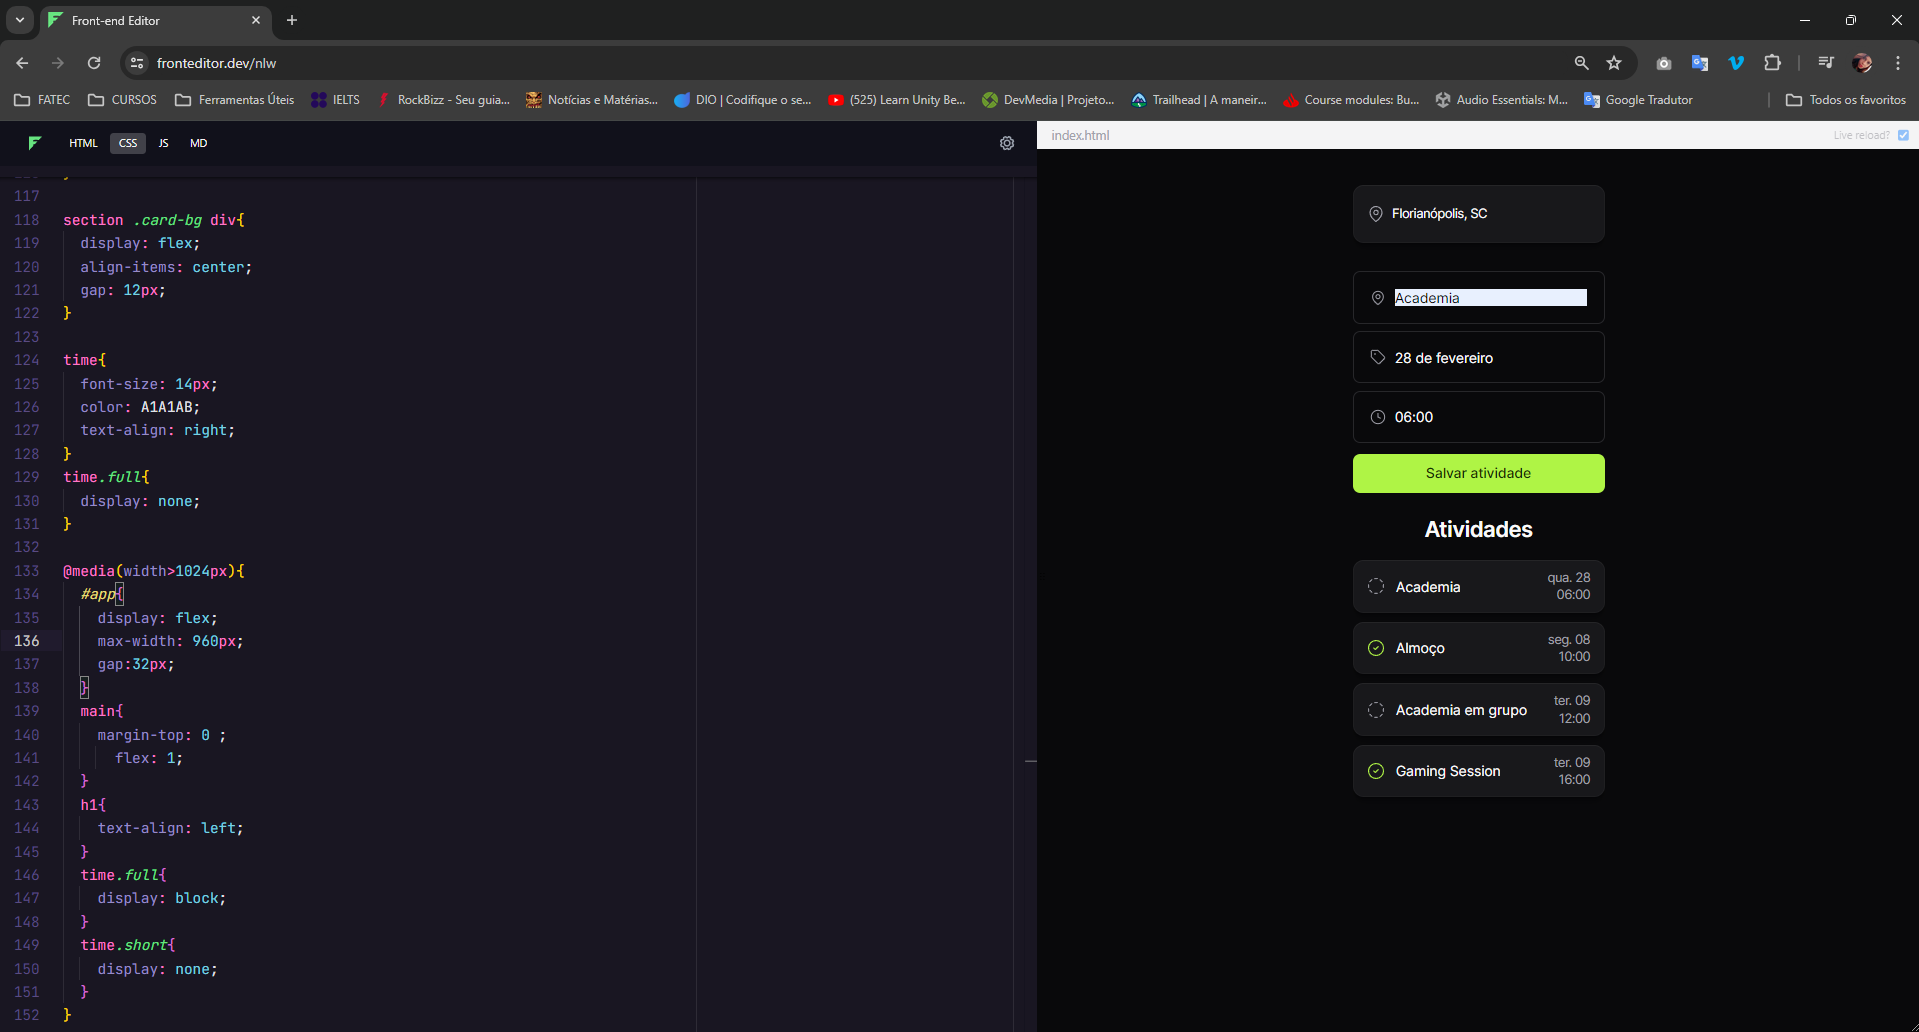 Front-end Editor
fronteditor.dev/nlw
FATEC
CURSOS
Ferramentas Úteis
IELTS
RockBizz - Seu guia...
Notícias e Matérias...
DIO | Codifique o se...
(525) Learn Unity Be...
DevMedia | Projeto...
Trailhead | A maneir...
Course modules: Bu...
Audio Essentials: M...
Google Tradutor
Todos os favoritos
HTML CSS JS MD
117
118 section .card-bg div{
119 display: flex;
120 align-items: center;
121 gap: 12px;
122 }
123
124 time{
125 font-size: 14px;
126 color: A1A1AB;
127 text-align: right;
128 }
129 time.full{
130 display: none;
131 }
132
133 @media(width>1024px){
134 #app{
135 display: flex;
136 max-width: 960px;
137 gap:32px;
138 }
139 main{
140 margin-top: 0 ;
141 flex: 1;
142 }
143 h1{
144 text-align: left;
145 }
146 time.full{
147 display: block;
148 }
149 time.short{
150 display: none;
151 }
152 }
index.html
Live reload?
Florianópolis, SC
Academia
28 de fevereiro
06:00
Salvar atividade
Atividades
Academia
qua. 28
06:00
Almoço
seg. 08
10:00
Academia em grupo
ter. 09
12:00
Gaming Session
ter. 09
16:00